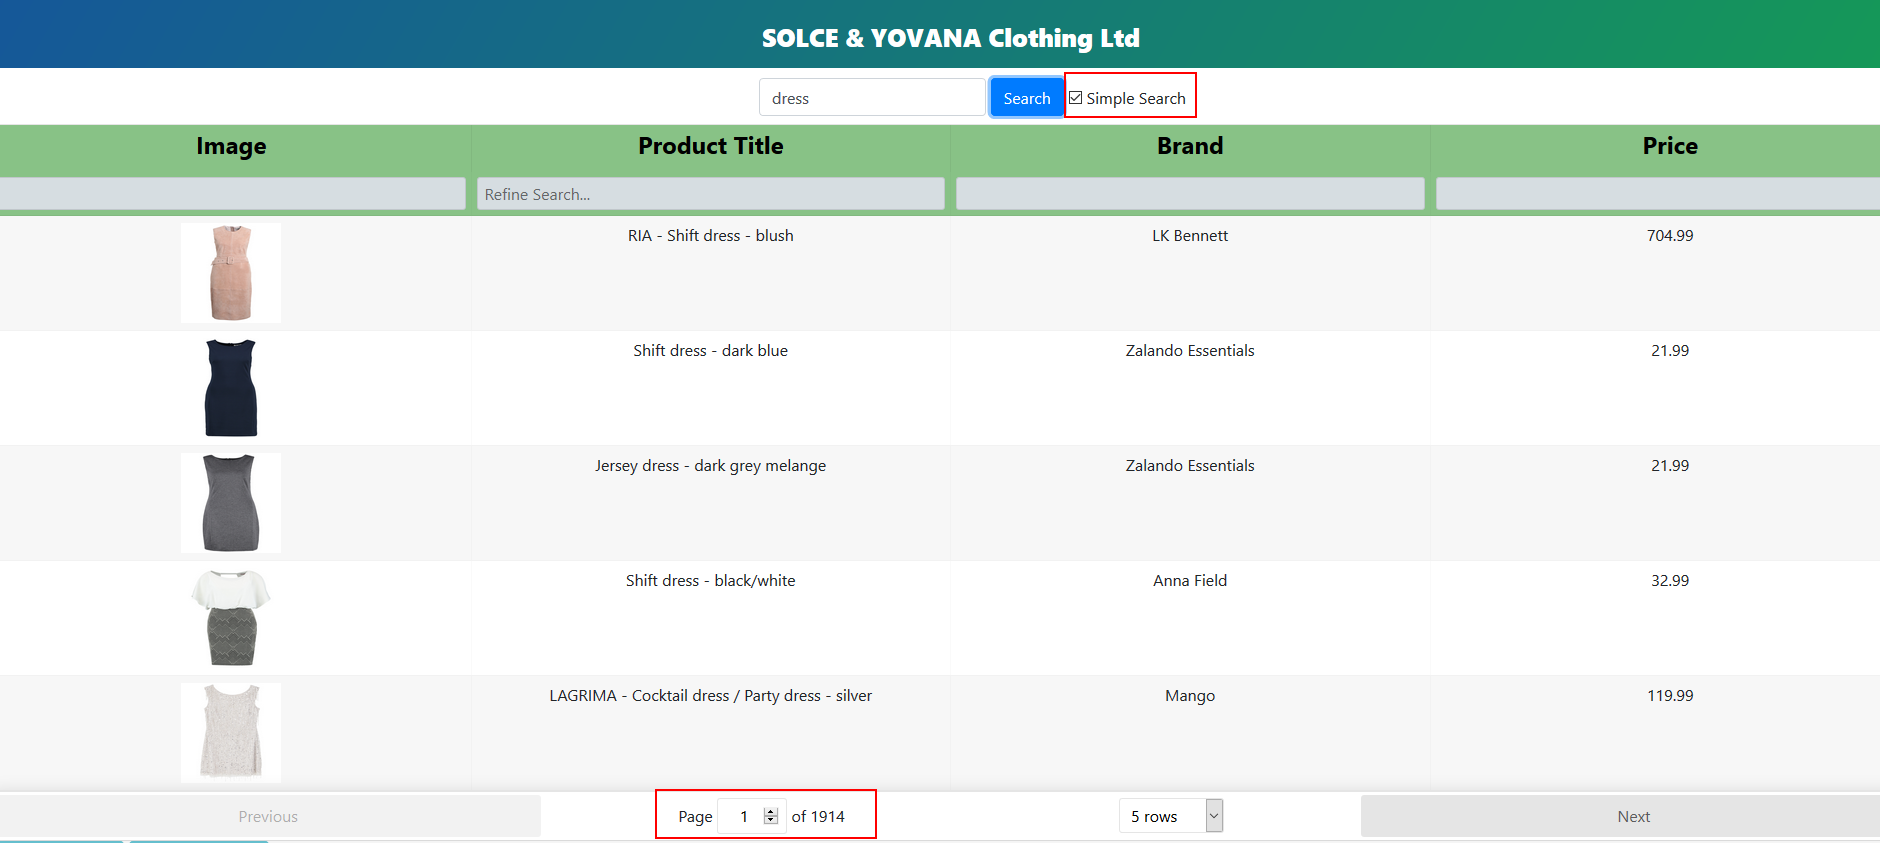 SOLCE & YOVANA Clothing Ltd
dress Search Simple Search
Image Product Title Brand Price
Refine Search...
RIA - Shift dress - blush LK Bennett 704.99
Shift dress - dark blue Zalando Essentials 21.99
Jersey dress - dark grey melange Zalando Essentials 21.99
Shift dress - black/white Anna Field 32.99
LAGRIMA - Cocktail dress / Party dress - silver Mango 119.99
Previous Page 1 of 1914 5 rows Next